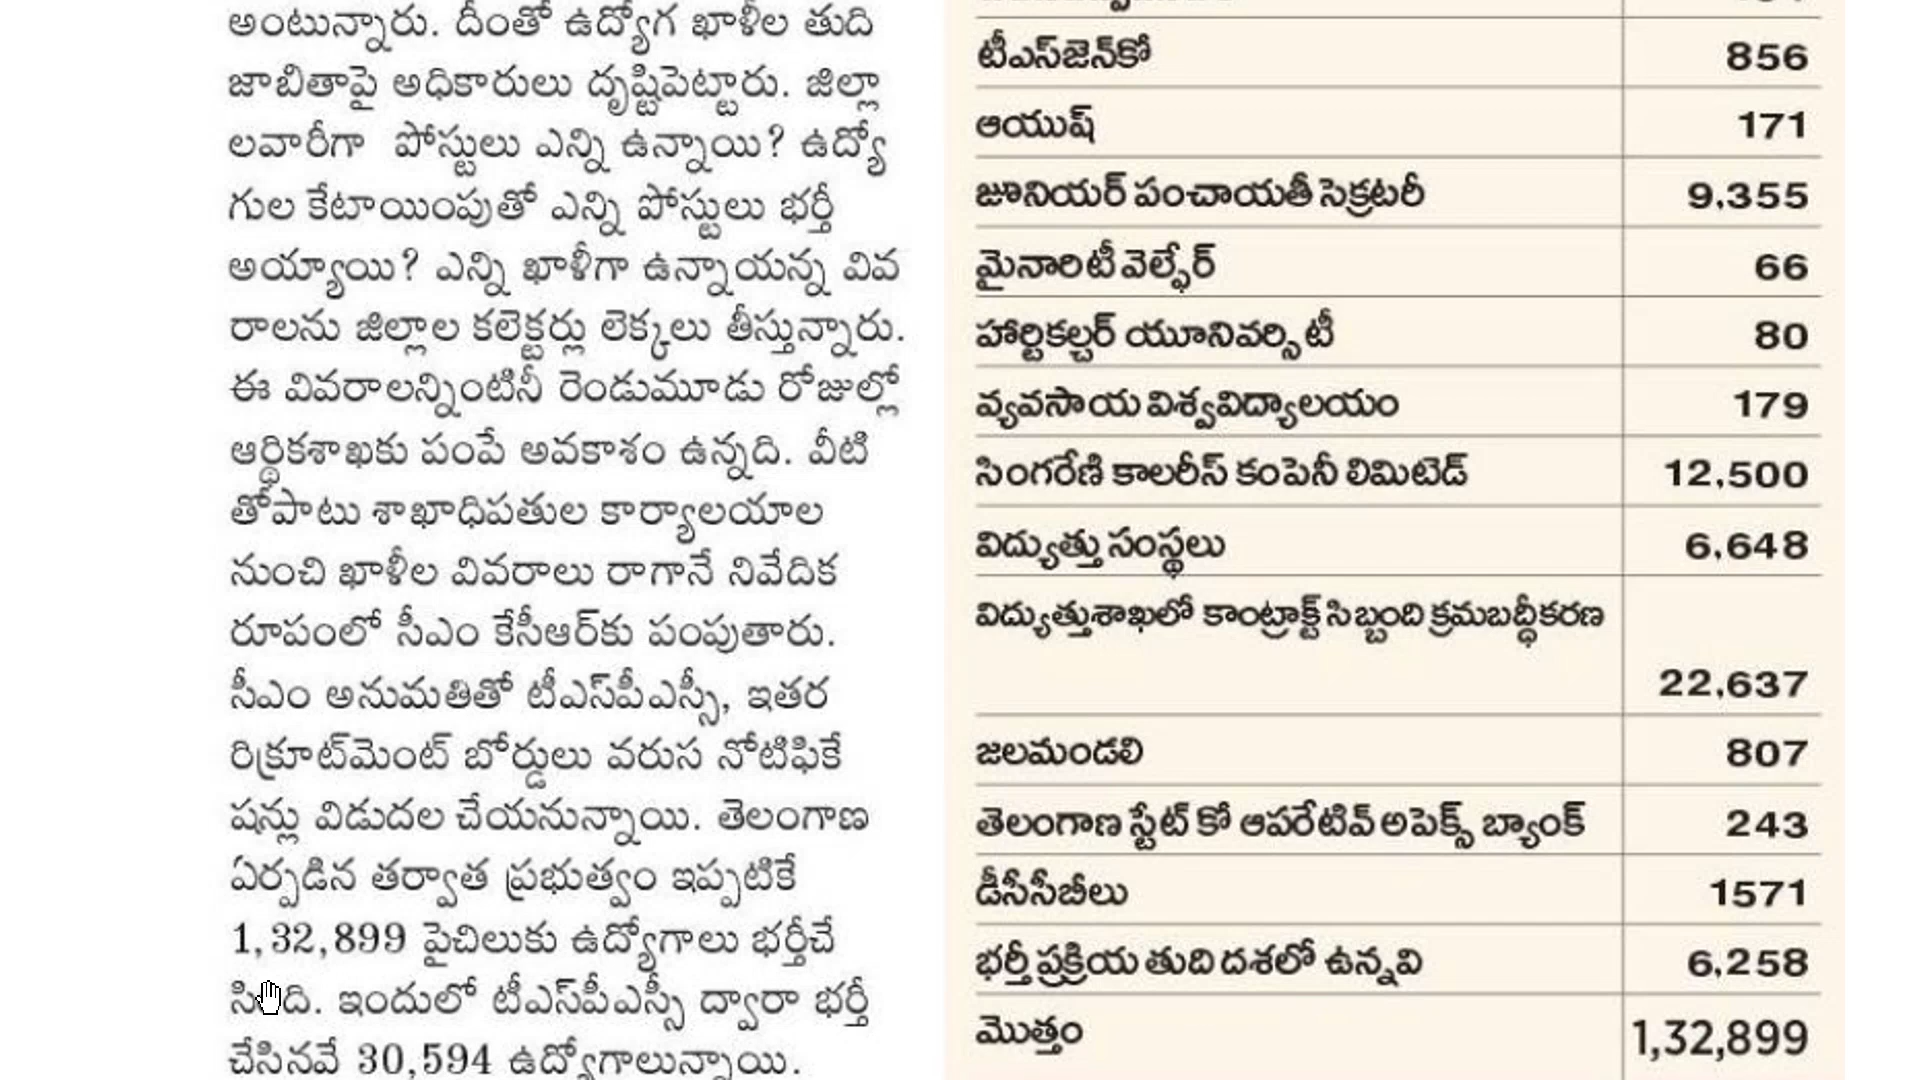 అంటున్నారు. దీంతో ఉద్యోగ ఖాళీల తుది
జాబితాపై అధికారులు దృష్టిపెట్టారు. జిల్లా
లవారీగా పోస్టులు ఎన్ని ఉన్నాయి? ఉద్యో
గుల కేటాయింపుతో ఎన్ని పోస్టులు భర్తీ
అయ్యాయి? ఎన్ని ఖాళీగా ఉన్నాయన్న వివ
రాలను జిల్లాల కలెక్టర్లు లెక్కలు తీస్తున్నారు.
ఈ వివరాలన్నింటినీ రెండుమూడు రోజుల్లో
ఆర్థికశాఖకు పంపే అవకాశం ఉన్నది. వీటి
తోపాటు శాఖాధిపతుల కార్యాలయాల
నుంచి ఖాళీల వివరాలు రాగానే నివేదిక
రూపంలో సీఎం కేసీఆర్‌కు పంపుతారు.
సీఎం అనుమతితో టీఎస్‌పీఎస్సీ, ఇతర
రిక్రూట్‌మెంట్ బోర్డులు వరుస నోటిఫికే
షన్లు విడుదల చేయనున్నాయి. తెలంగాణ
ఏర్పడిన తర్వాత ప్రభుత్వం ఇప్పటికే
1,32,899 పైచిలుకు ఉద్యోగాలు భర్తీచే
ఇందులో టీఎస్‌పీఎస్సీ ద్వారా భర్తీ
చేసినవే 30,594 ఉద్యోగాలున్నాయి.
టీఎస్‌జెన్‌కో 856
ఆయుష్ 171
జూనియర్ పంచాయతీ సెక్రటరీ 9,355
మైనారిటీ వెల్ఫేర్ 66
హార్టికల్చర్ యూనివర్సిటీ 80
వ్యవసాయ విశ్వవిద్యాలయం 179
సింగరేణి కాలరీస్ కంపెనీ లిమిటెడ్ 12,500
విద్యుత్తు సంస్థలు 6,648
విద్యుత్తుశాఖలో కాంట్రాక్ట్ సిబ్బంది క్రమబద్ధీకరణ
22,637
జలమండలి 807
తెలంగాణ స్టేట్ కో ఆపరేటివ్ అపెక్స్ బ్యాంక్ 243
డీసీసీబీలు 1571
భర్తీ ప్రక్రియ తుది దశలో ఉన్నవి 6,258
మొత్తం 1,32,899